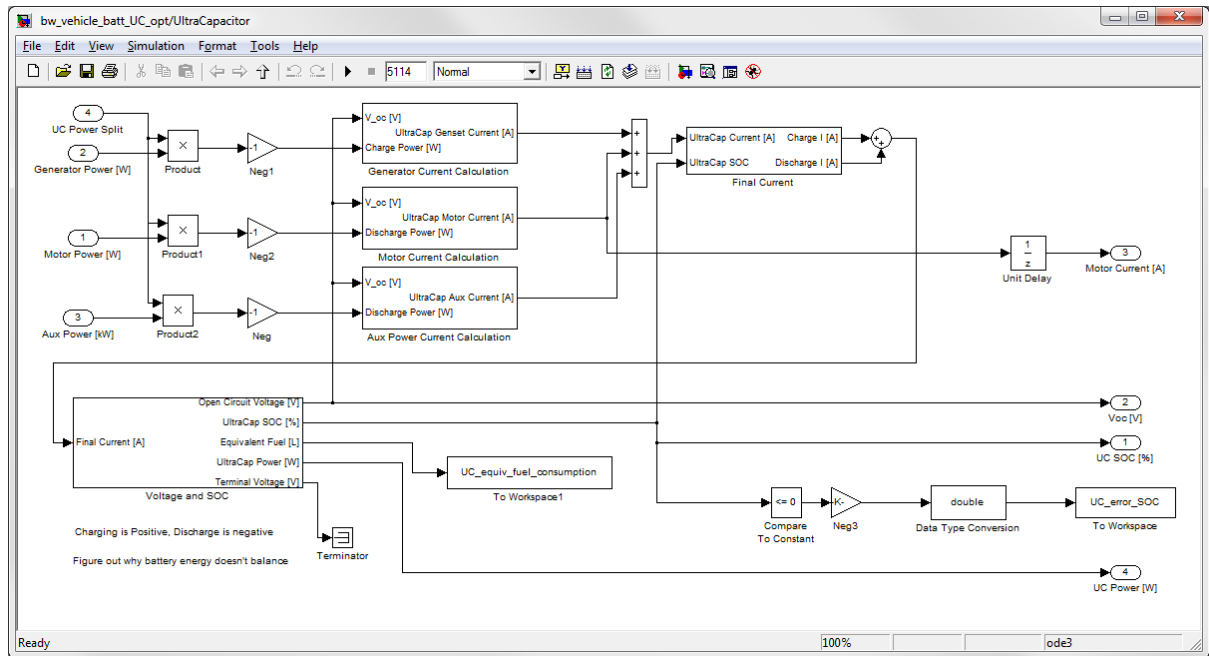 bw_vehicle_batt_UC_opt/UltraCapacitor
File Edit View Simulation Format Tools Help
5114 Normal
4
UC Power Split
2
Generator Power [W]
×
Product
-1
Neg1
V_oc [V]
UltraCap Genset Current [A]
Charge Power [W]
Generator Current Calculation
+
+
+
UltraCap Current [A] Charge I [A]
UltraCap SOC Discharge I [A]
Final Current
+
+
1
Motor Power [W]
×
Product1
-1
Neg2
V_oc [V]
UltraCap Motor Current [A]
Discharge Power [W]
Motor Current Calculation
1
z
Unit Delay
3
Motor Current [A]
3
Aux Power [kW]
×
Product2
-1
Neg
V_oc [V]
UltraCap Aux Current [A]
Discharge Power [W]
Aux Power Current Calculation
Final Current [A]
Open Circuit Voltage [V]
UltraCap SOC [%]
Equivalent Fuel [L]
UltraCap Power [W]
Terminal Voltage [V]
Voltage and SOC
2
Voc [V]
1
UC SOC [%]
UC_equiv_fuel_consumption
To Workspace1
<= 0
Compare
To Constant
-K-
Neg3
double
Data Type Conversion
UC_error_SOC
To Workspace
Charging is Positive, Discharge is negative
Terminator
Figure out why battery energy doesn't balance
4
UC Power [W]
Ready 100% ode3